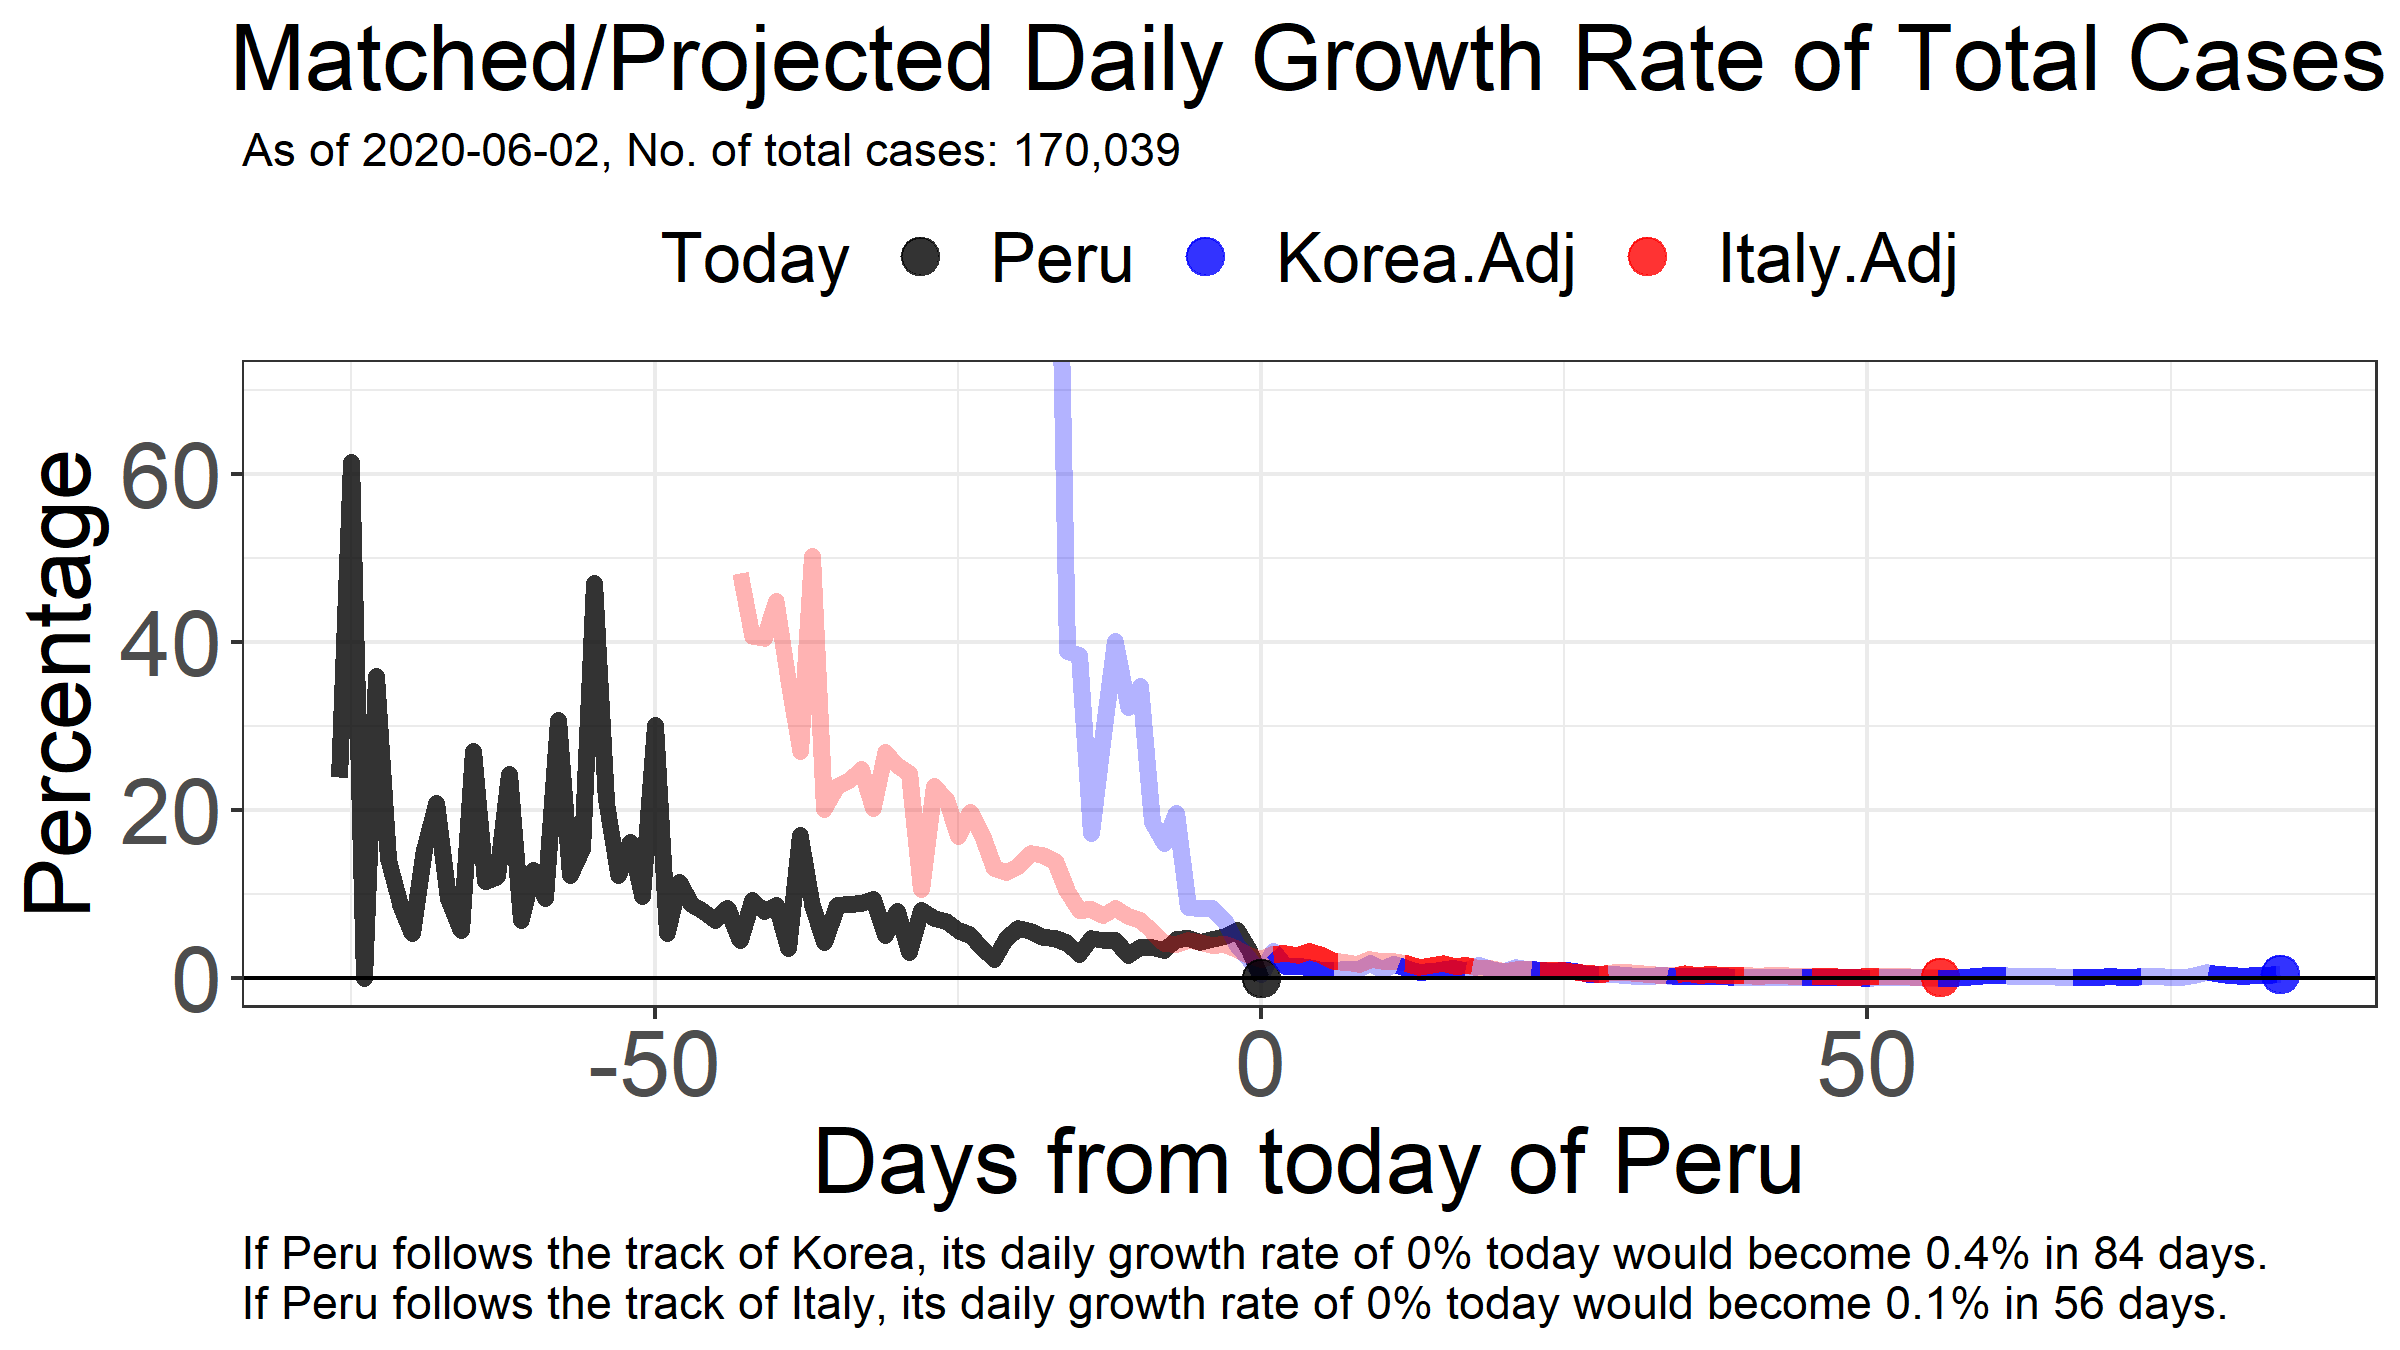 Matched/Projected Daily Growth Rate of Total Cases
As of 2020-06-02, No. of total cases: 170,039
Today Peru Korea.Adj Italy.Adj
Percentage
60
40
20
0
-50 0 50
Days from today of Peru
If Peru follows the track of Korea, its daily growth rate of 0% today would become 0.4% in 84 days.
If Peru follows the track of Italy, its daily growth rate of 0% today would become 0.1% in 56 days.